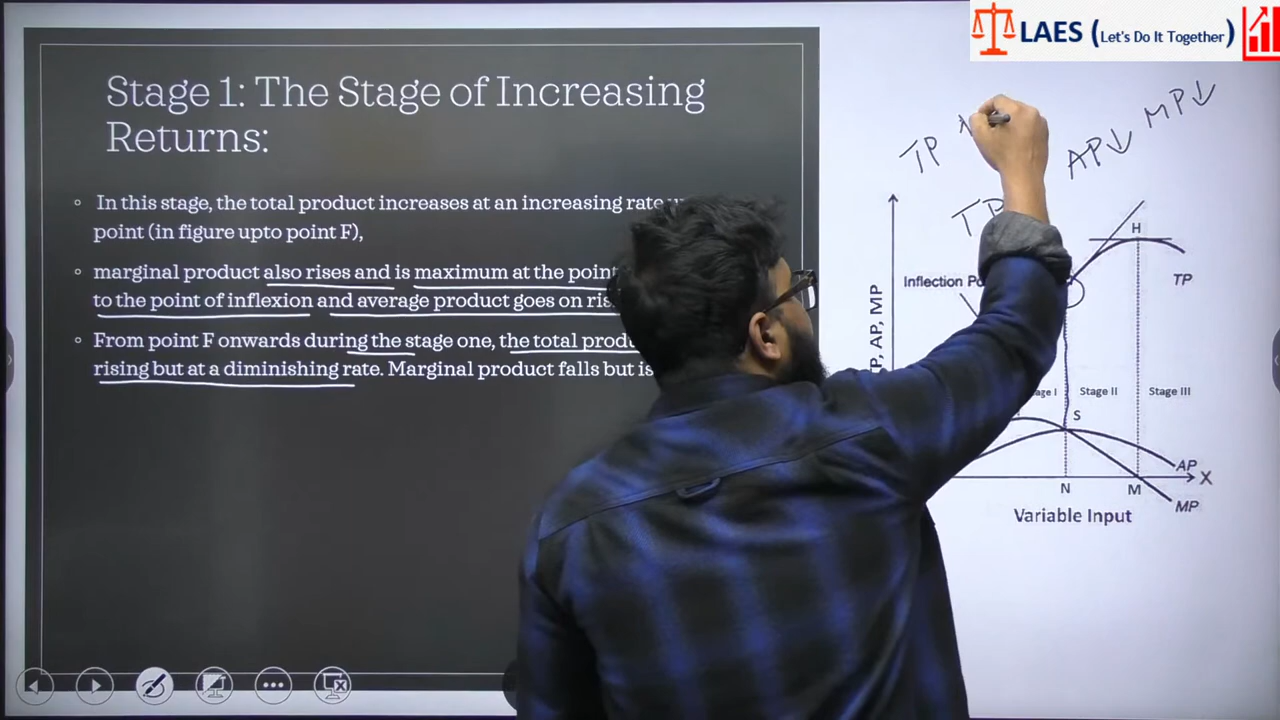 LAES (Let's Do It Together)
Stage 1: The Stage of Increasing
Returns:
In this stage, the total product increases at an increasing rate
point (in figure upto point F),
marginal product also rises and is maximum at the point
to the point of inflexion and average product goes on
From point F onwards during the stage one, the total
rising but at a diminishing rate. Marginal product falls but is
TP
AP↓ MP↓
TP
H
Inflection
TP
TP, AP, MP
Stage II
Stage III
S
AP
X
N
M
MP
Variable Input